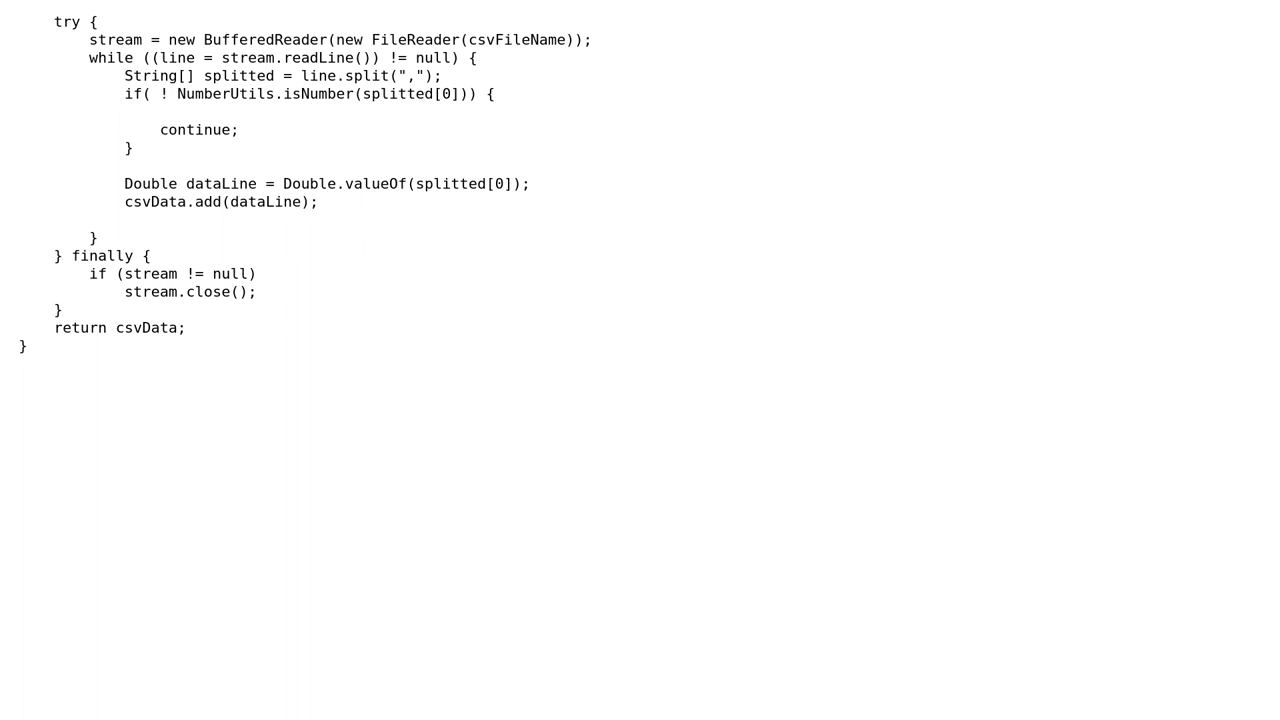 try {
stream = new BufferedReader(new FileReader(csvFileName));
while ((line = stream.readLine()) != null) {
String[] splitted = line.split(",");
if( ! NumberUtils.isNumber(splitted[0])) {
continue;
}
Double dataLine = Double.valueOf(splitted[0]);
csvData.add(dataLine);
}
} finally {
if (stream != null)
stream.close();
}
return csvData;
}